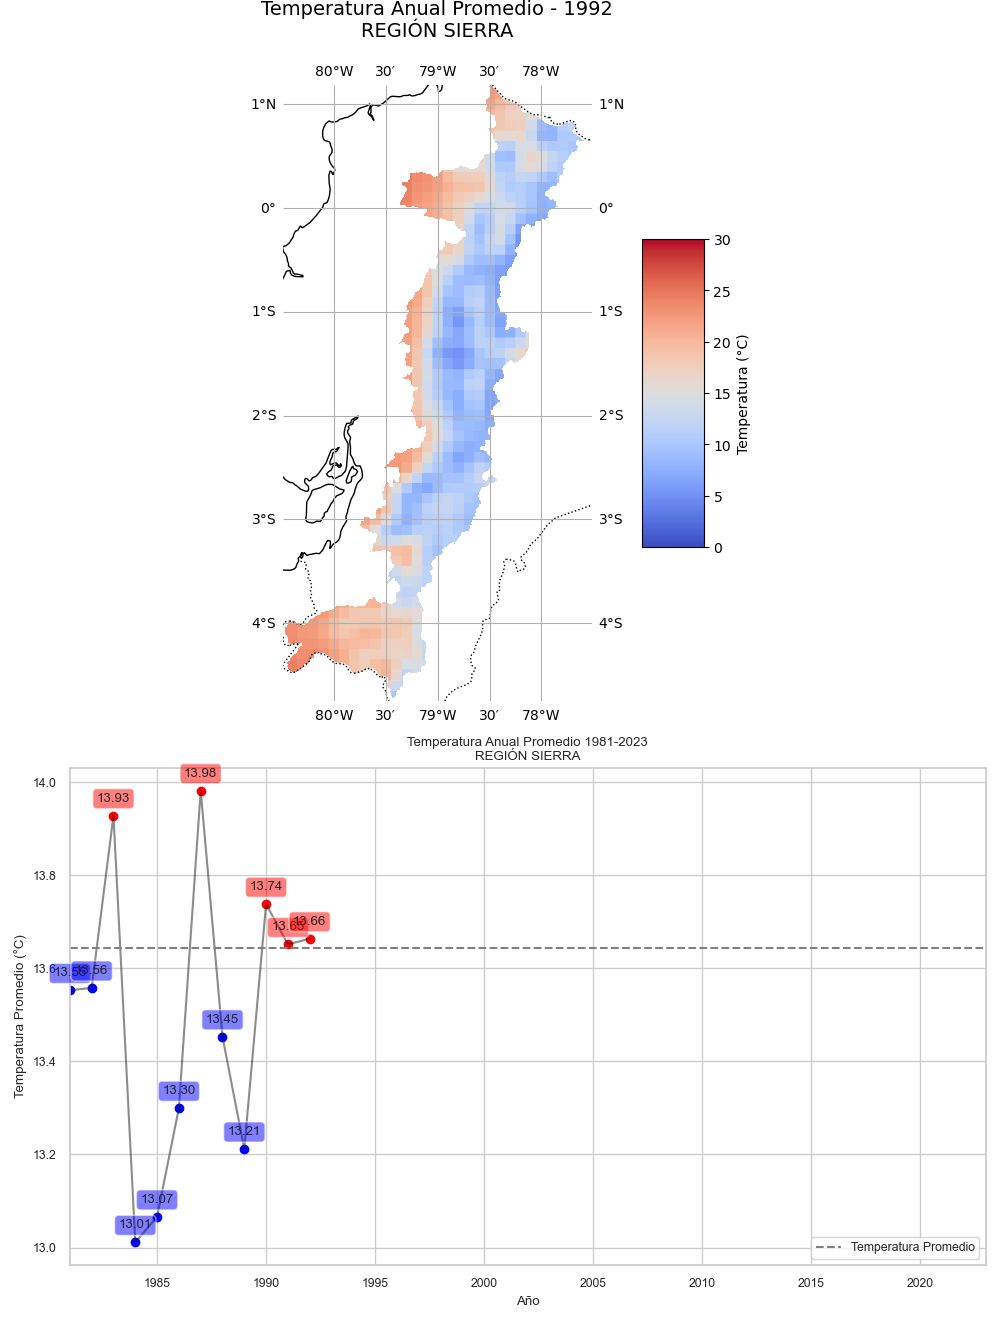 Temperatura Anual Promedio - 1992
REGIÓN SIERRA
80°W 30′ 79°W 30′ 78°W
1°N 1°N
0° 0°
1°S 1°S
2°S 2°S
3°S 3°S
4°S 4°S
80°W 30′ 79°W 30′ 78°W
30
25
20
15
10
5
0
Temperatura (°C)
Temperatura Anual Promedio 1981-2023
REGIÓN SIERRA
14.0
13.8
13.6
13.4
13.2
13.0
Temperatura Promedio (°C)
13.56
13.93
13.01
13.07
13.30
13.98
13.45
13.21
13.74
13.65
13.66
Temperatura Promedio
1985 1990 1995 2000 2005 2010 2015 2020
Año